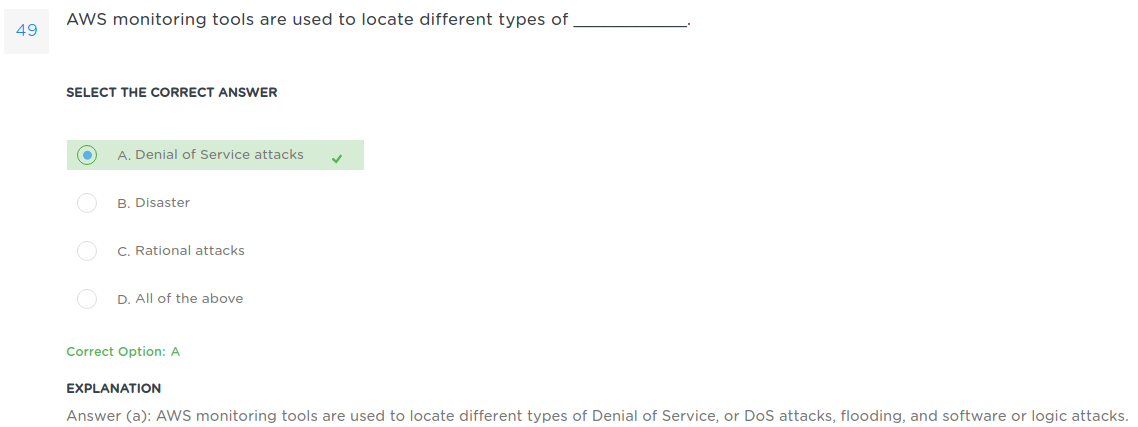 49
AWS monitoring tools are used to locate different types of ____________.
SELECT THE CORRECT ANSWER
A. Denial of Service attacks
B. Disaster
C. Rational attacks
D. All of the above
Correct Option: A
EXPLANATION
Answer (a): AWS monitoring tools are used to locate different types of Denial of Service, or DoS attacks, flooding, and software or logic attacks.